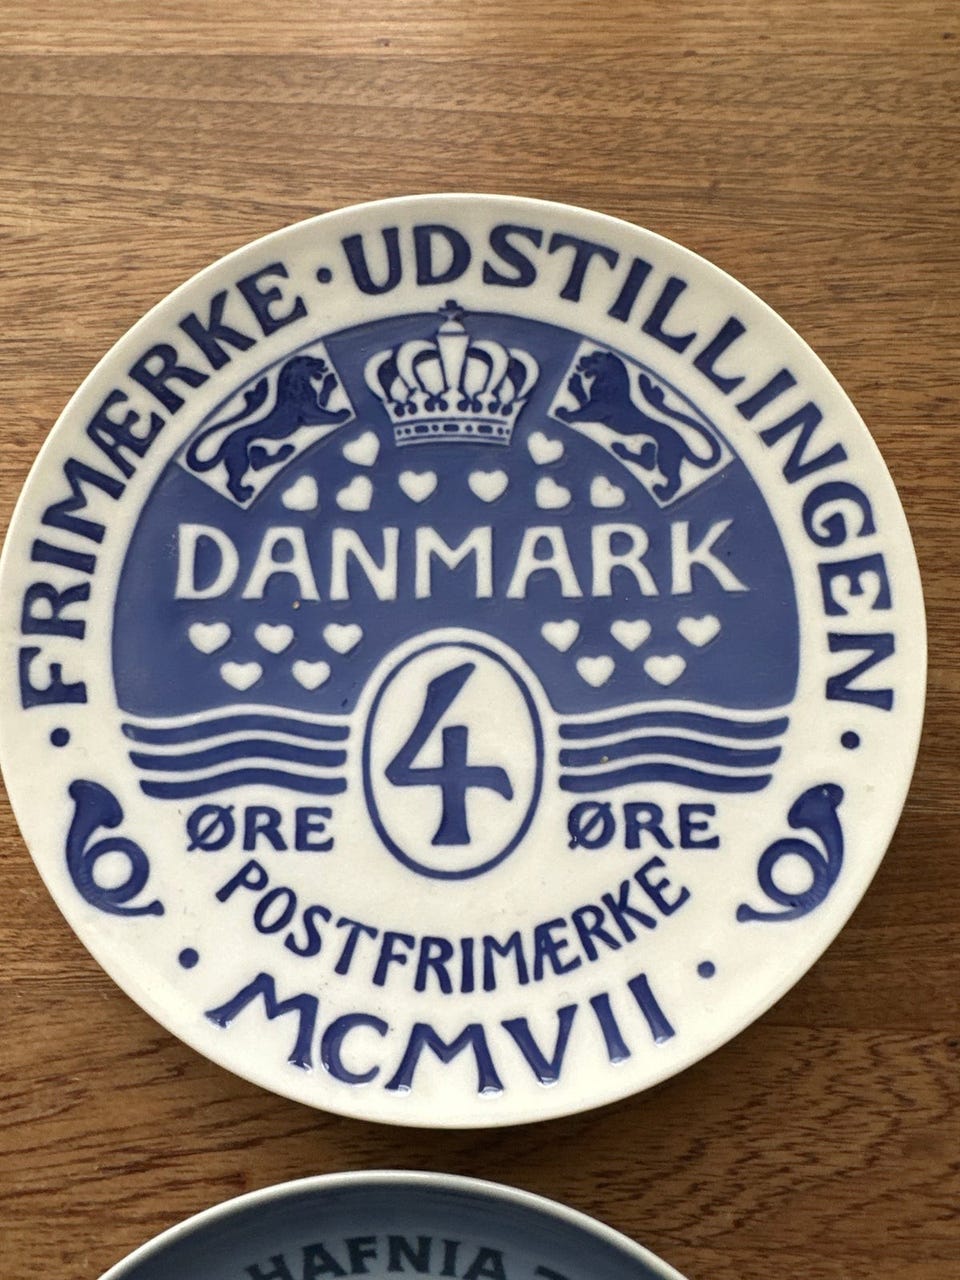 FRIMÆRKE · UDSTILLINGEN
DANMARK
4
ØRE ØRE
POSTFRIMÆRKE
· MCMVII ·
HAFNIA